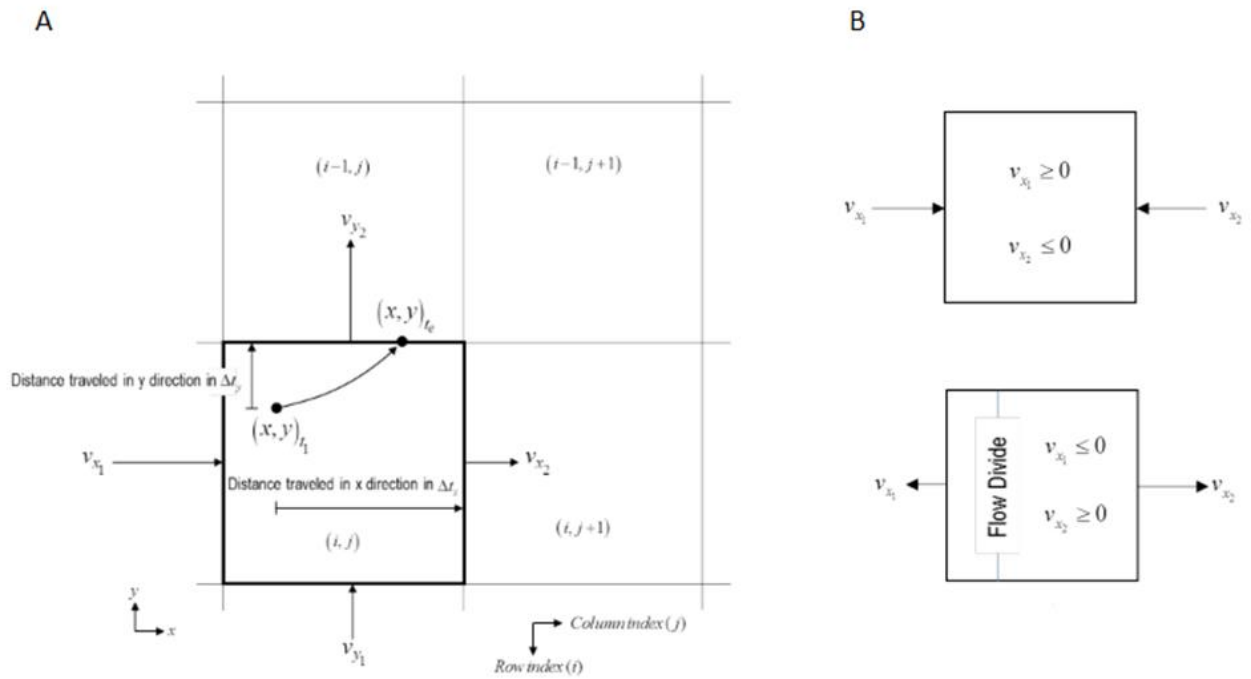 A
B
(i−1, j)
(i−1, j+1)
v_{y_2}
(x, y)_{t_e}
Distance traveled in y direction in Δt_y
(x, y)_{t_1}
v_{x_1}
v_{x_2}
Distance traveled in x direction in Δt_x
(i, j)
(i, j+1)
y
x
v_{y_1}
Column index (j)
Row index (i)
v_{x_1}
v_{x_1} ≥ 0
v_{x_2} ≤ 0
v_{x_2}
v_{x_1}
Flow Divide
v_{x_1} ≤ 0
v_{x_2} ≥ 0
v_{x_2}